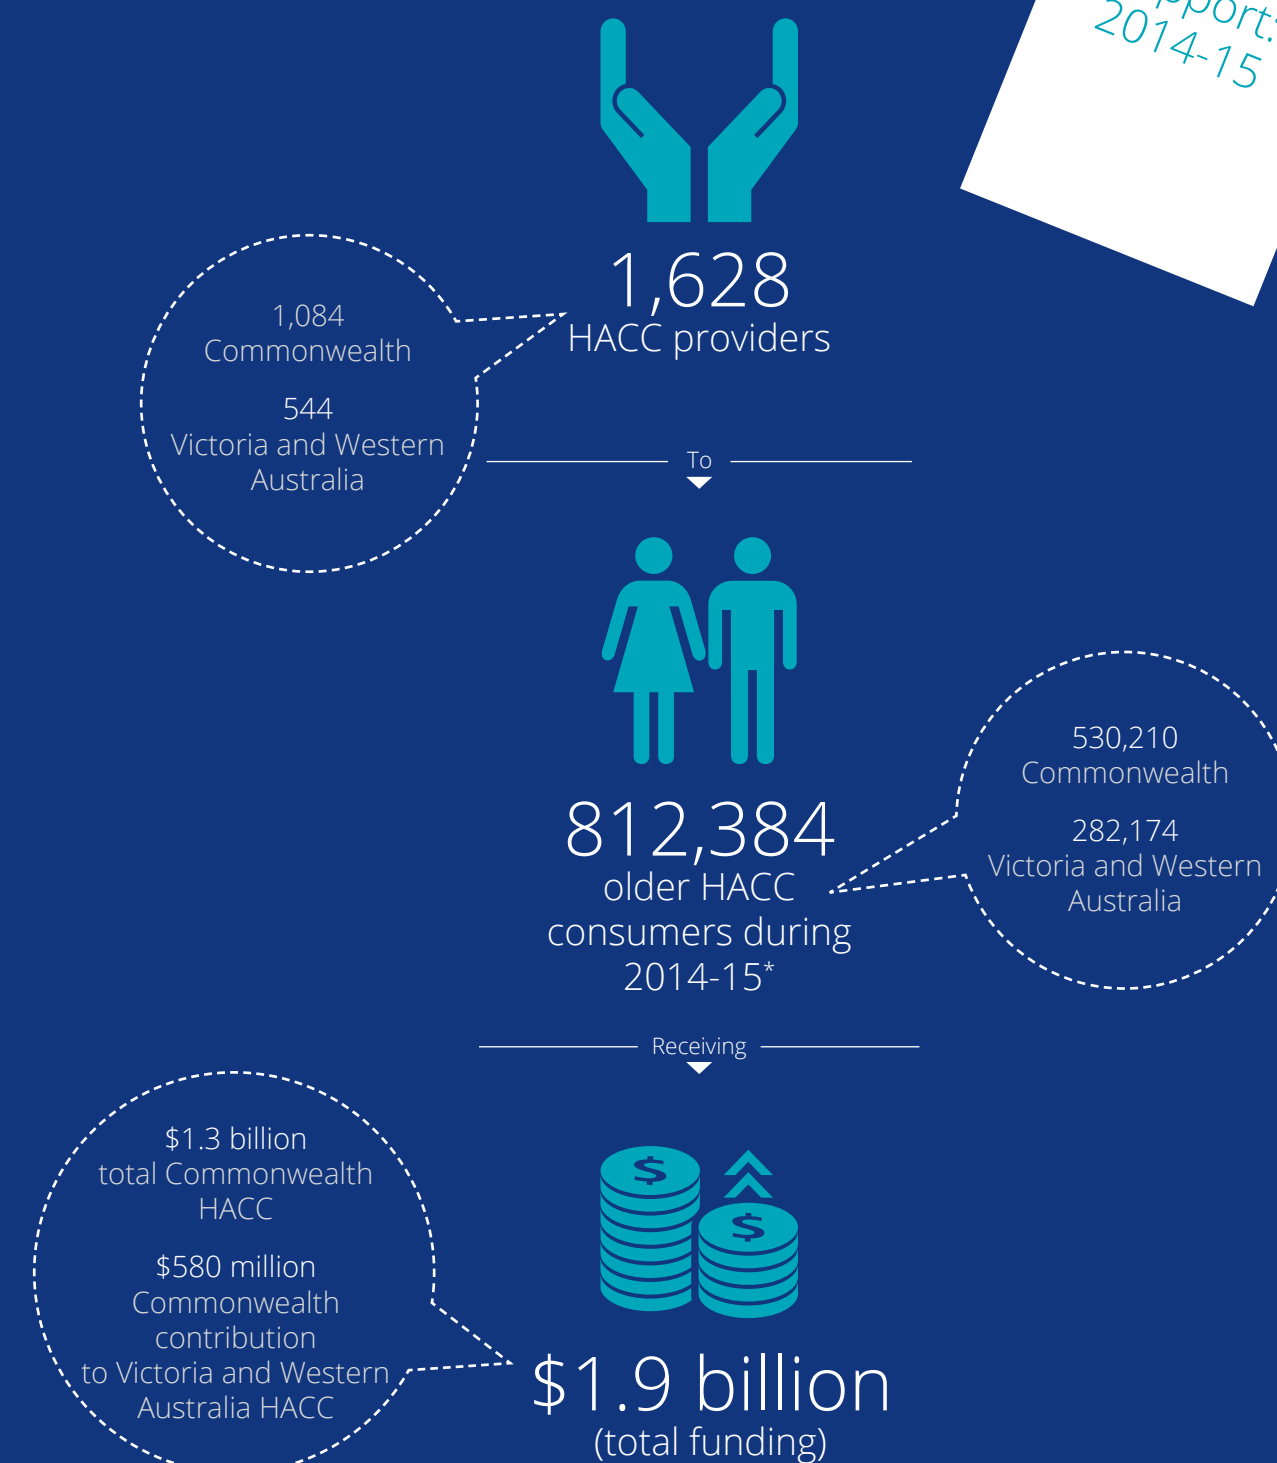 2014-15
1,628
HACC providers
1,084
Commonwealth
544
Victoria and Western
Australia
To
812,384
older HACC
consumers during
2014-15*
530,210
Commonwealth
282,174
Victoria and Western
Australia
Receiving
$1.3 billion
total Commonwealth
HACC
$580 million
Commonwealth
contribution
to Victoria and Western
Australia HACC
$1.9 billion
(total funding)